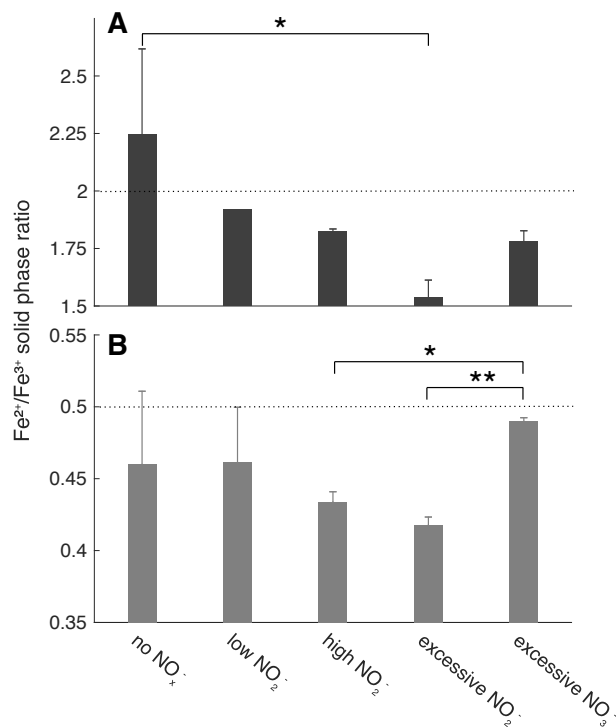 A
*
2.5
2.25
2
1.75
1.5
Fe²⁺/Fe³⁺ solid phase ratio
0.55
B
*
**
0.5
0.45
0.4
0.35
no NOₓ⁻
low NO₂⁻
high NO₂⁻
excessive NO₂⁻
excessive NO₃⁻